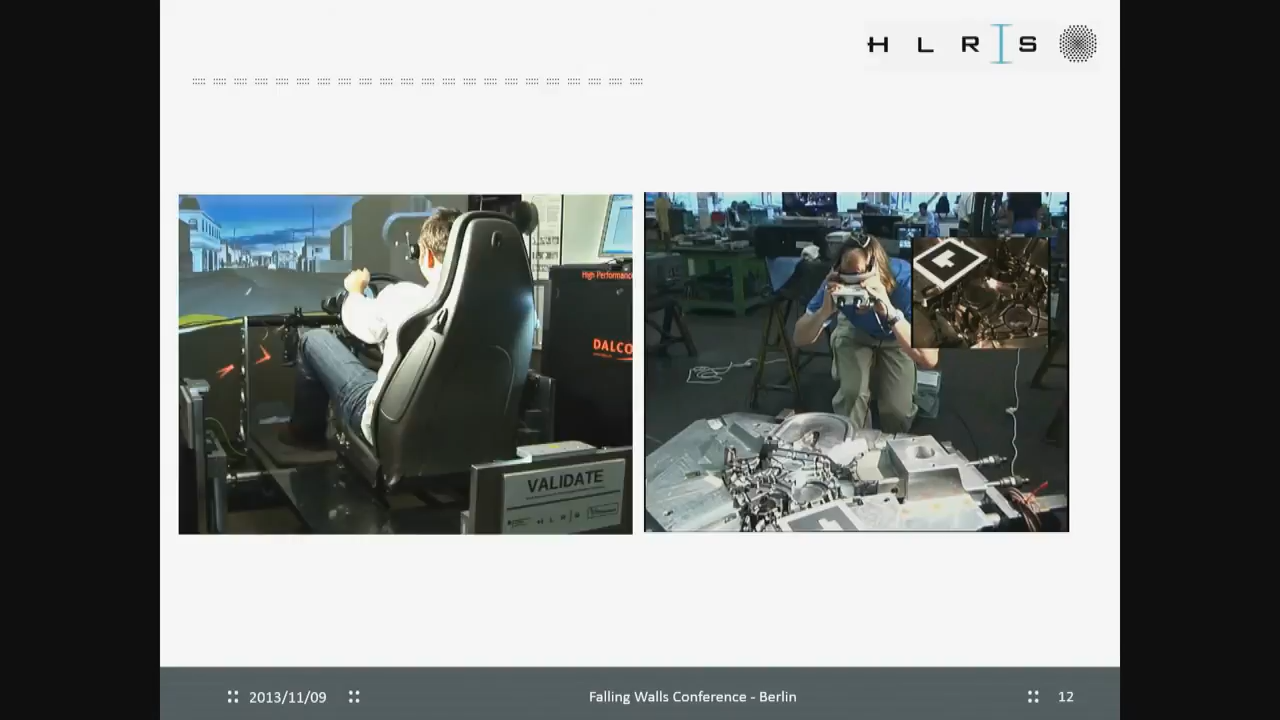 H L R I S
High Performance
DALCO
VALIDATE
2013/11/09
Falling Walls Conference - Berlin
12